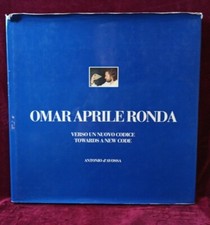 OMAR APRILE RONDA
VERSO UN NUOVO CODICE
TOWARDS A NEW CODE
ANTONIO d'AVOSSA